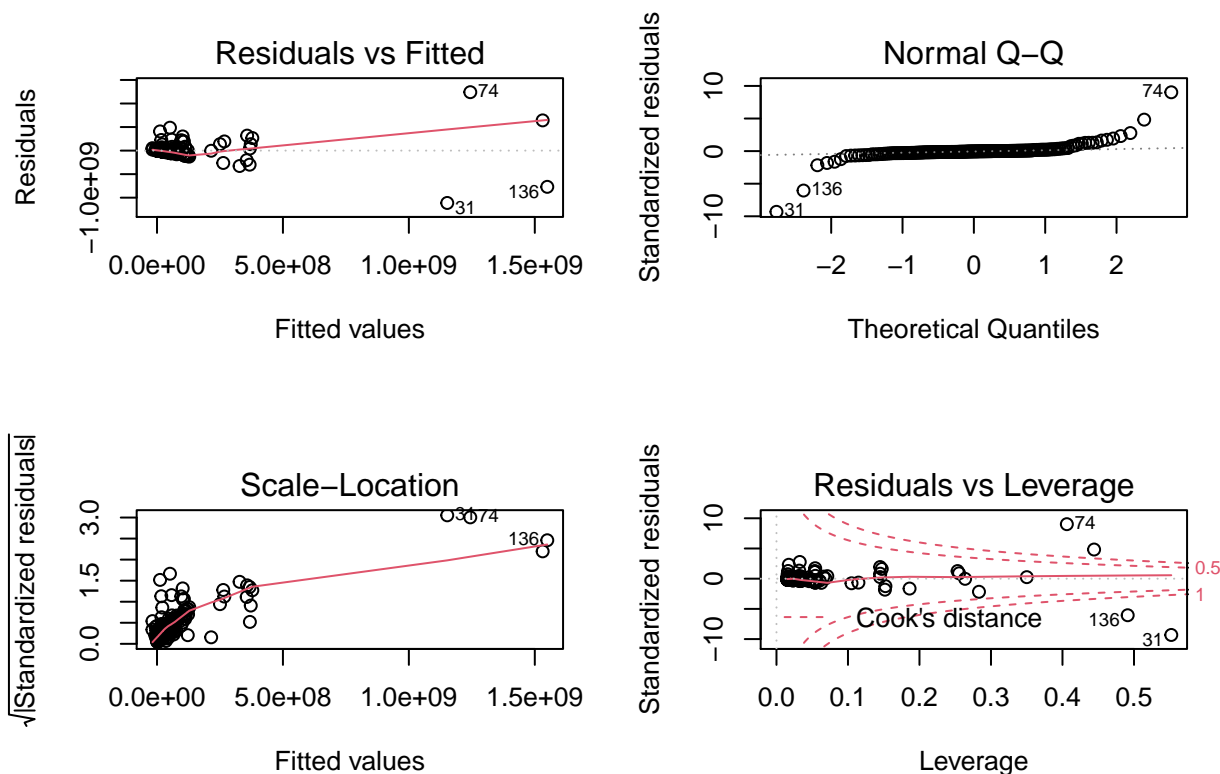 Residuals vs Fitted
Residuals
−1.0e+09
74
136
31
0.0e+00 5.0e+08 1.0e+09 1.5e+09
Fitted values
Normal Q−Q
Standardized residuals
−10 0 10
74
136
31
−2 −1 0 1 2
Theoretical Quantiles
Scale−Location
√|Standardized residuals|
0.0 1.5 3.0
31
74
136
0.0e+00 5.0e+08 1.0e+09 1.5e+09
Fitted values
Residuals vs Leverage
Standardized residuals
−10 0 10
74
0.5
1
Cook's distance
136
31
0.0 0.1 0.2 0.3 0.4 0.5
Leverage